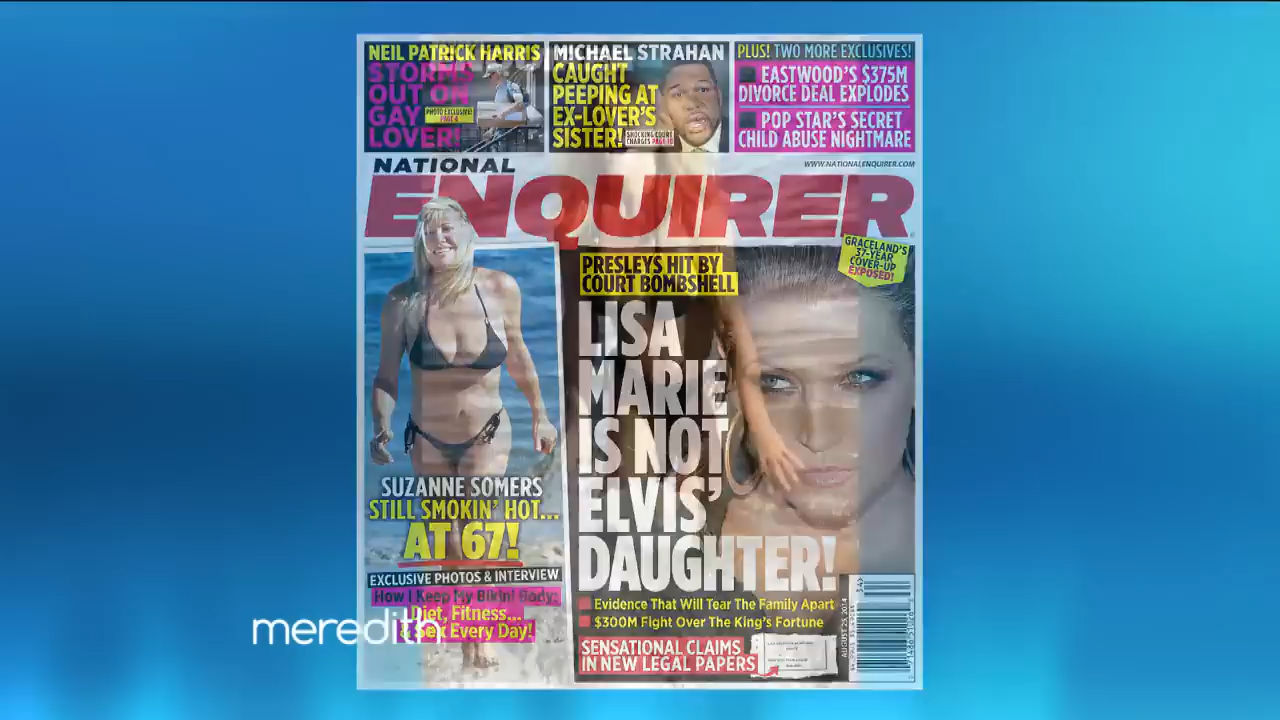 NEIL PATRICK HARRIS
STORMS
OUT ON
GAY
LOVER!
PHOTO EXCLUSIVE!
MICHAEL STRAHAN
CAUGHT
PEEPING AT
EX-LOVER'S
SISTER!
SHOCKING COURT
CHARGES PAGE 10
PLUS! TWO MORE EXCLUSIVES!
EASTWOOD'S $375M
DIVORCE DEAL EXPLODES
POP STAR'S SECRET
CHILD ABUSE NIGHTMARE
NATIONAL
WWW.NATIONALENQUIRER.COM
ENQUIRER
GRACELAND'S
37-YEAR
COVER-UP
EXPOSED!
PRESLEYS HIT BY
COURT BOMBSHELL
LISA
MARIE
IS NOT
ELVIS'
DAUGHTER!
Evidence That Will Tear The Family Apart
$300M Fight Over The King's Fortune
SENSATIONAL CLAIMS
IN NEW LEGAL PAPERS
SUZANNE SOMERS
STILL SMOKIN' HOT...
AT 67!
EXCLUSIVE PHOTOS & INTERVIEW
How I Keep My Bikini Body:
Diet, Fitness...
& Sex Every Day!
AUGUST 25 2014
meredith